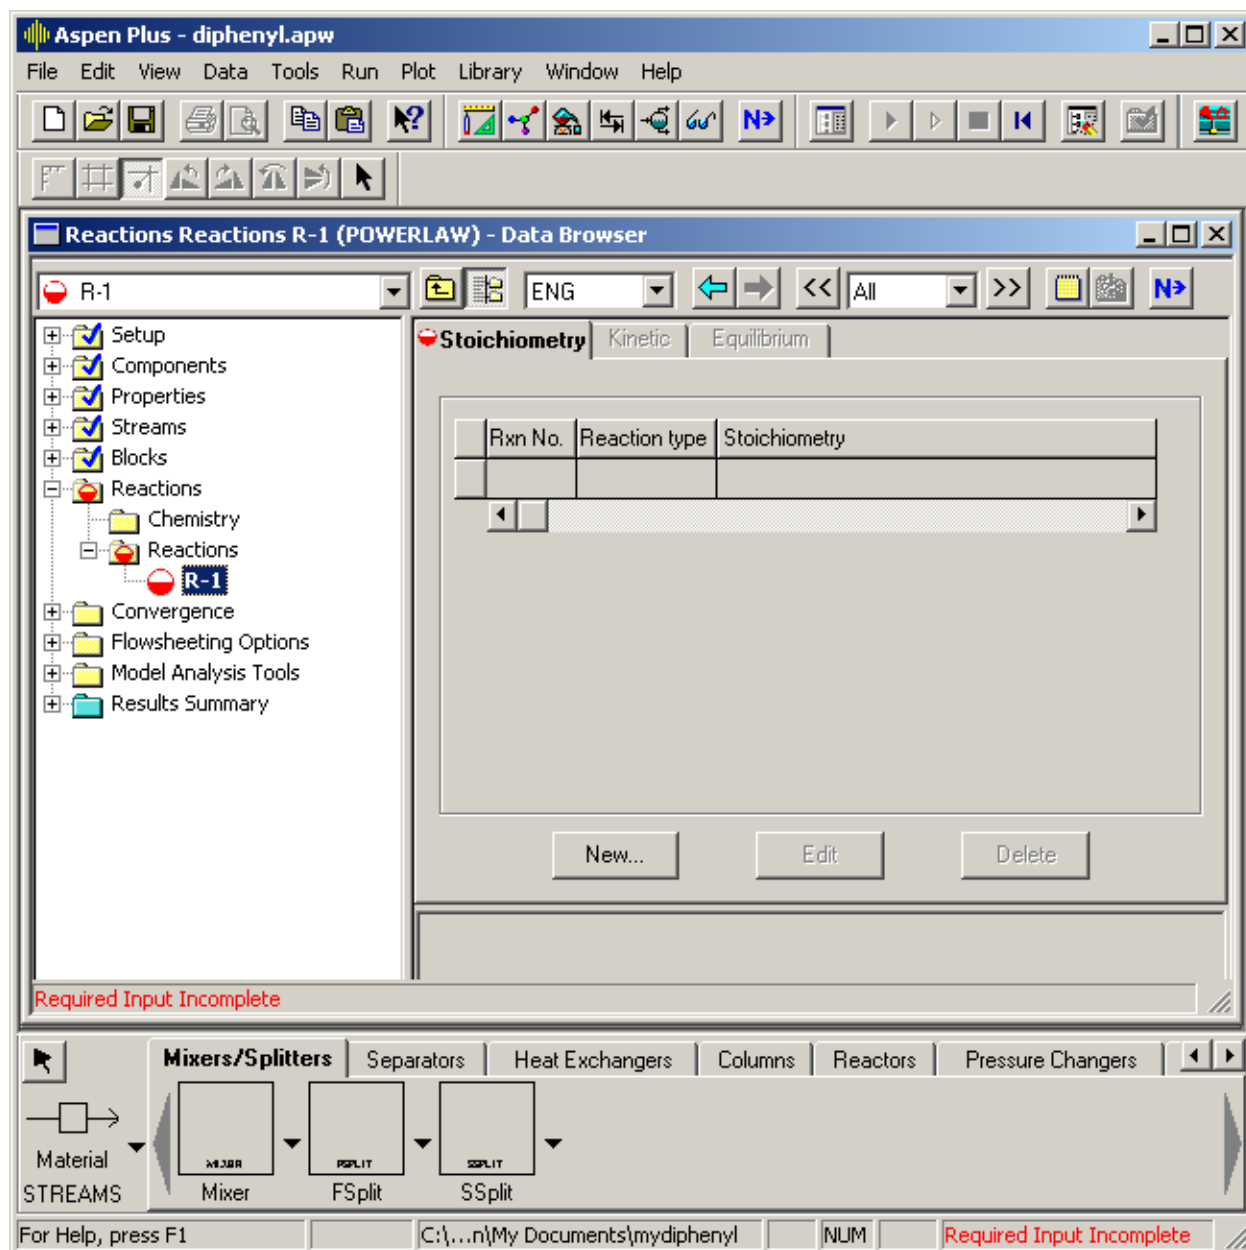 Aspen Plus - diphenyl.apw
File Edit View Data Tools Run Plot Library Window Help
N
Reactions Reactions R-1 (POWERLAW) - Data Browser
R-1 ENG << All >> N
Setup
Components
Properties
Streams
Blocks
Reactions
Chemistry
Reactions
R-1
Convergence
Flowsheeting Options
Model Analysis Tools
Results Summary
Stoichiometry Kinetic Equilibrium
Rxn No. Reaction type Stoichiometry
New... Edit Delete
Required Input Incomplete
Mixers/Splitters Separators Heat Exchangers Columns Reactors Pressure Changers
Material
STREAMS
MIXER FSPLIT SSPLIT
Mixer FSplit SSplit
For Help, press F1 C:\...n\My Documents\mydiphenyl NUM Required Input Incomplete